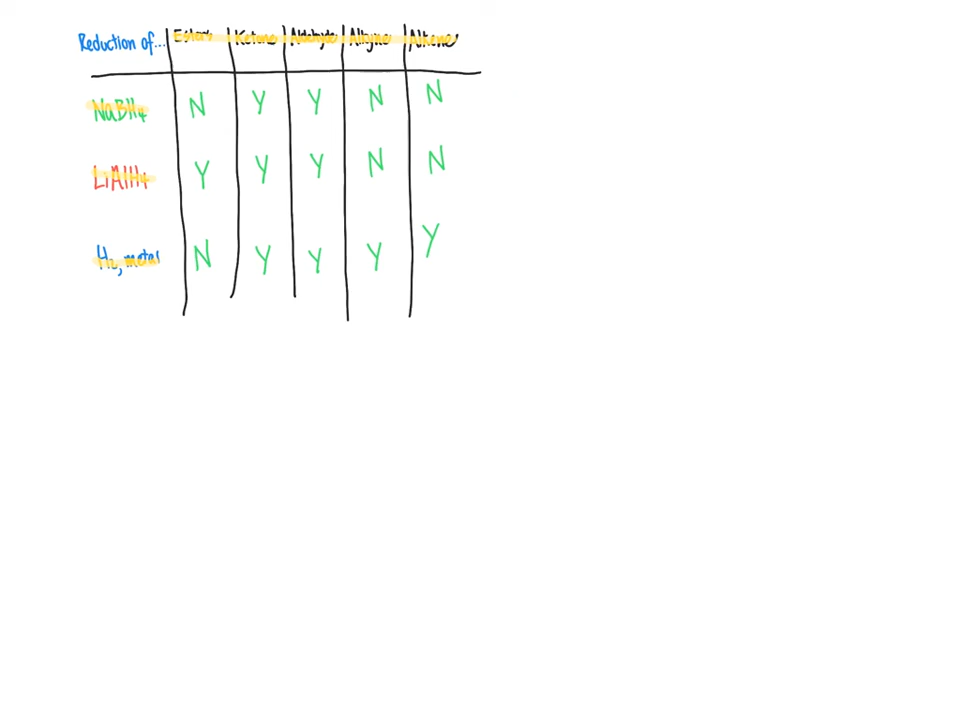 Reduction of... Esters Ketone Aldehyde Alkyne Alkene
NaBH4 N Y Y N N
LiAlH4 Y Y Y N N
H2, metal N Y Y Y Y